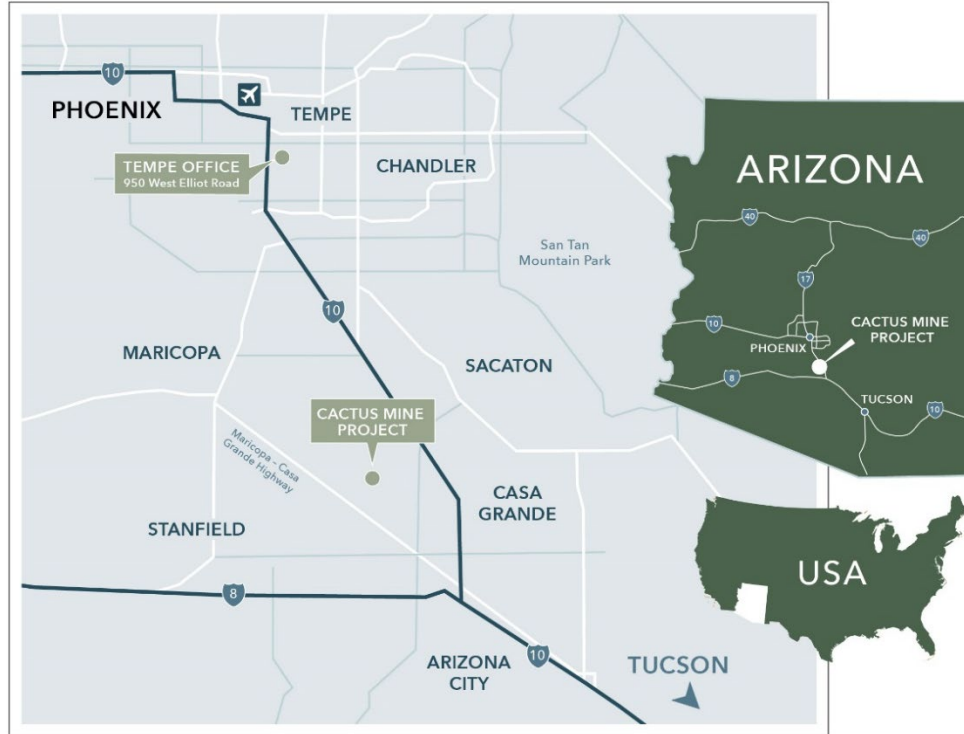 10
PHOENIX
TEMPE
TEMPE OFFICE
950 West Elliot Road
CHANDLER
San Tan
Mountain Park
10
MARICOPA
SACATON
CACTUS MINE
PROJECT
Maricopa - Casa
Grande Highway
CASA
GRANDE
STANFIELD
8
10
ARIZONA
CITY
TUCSON
ARIZONA
40
40
17
10
PHOENIX
CACTUS MINE
PROJECT
8
TUCSON
10
USA